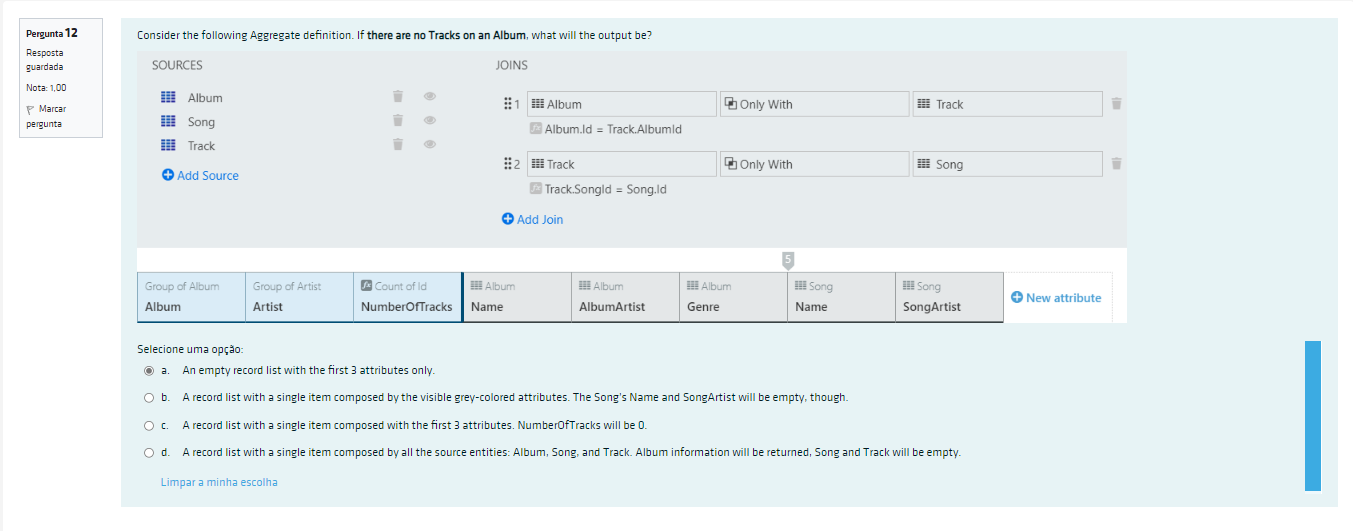 Pergunta 12
Resposta
guardada
Nota: 1,00
Marcar
pergunta
Consider the following Aggregate definition. If there are no Tracks on an Album, what will the output be?
SOURCES
Album
Song
Track
Add Source
JOINS
1 Album Only With Track
Album.Id = Track.AlbumId
2 Track Only With Song
Track.SongId = Song.Id
Add Join
5
Group of Album Group of Artist Count of Id Album Album Album Song Song
Album Artist NumberOfTracks Name AlbumArtist Genre Name SongArtist
New attribute
Selecione uma opção:
a. An empty record list with the first 3 attributes only.
b. A record list with a single item composed by the visible grey-colored attributes. The Song's Name and SongArtist will be empty, though.
c. A record list with a single item composed with the first 3 attributes. NumberOfTracks will be 0.
d. A record list with a single item composed by all the source entities: Album, Song, and Track. Album information will be returned, Song and Track will be empty.
Limpar a minha escolha